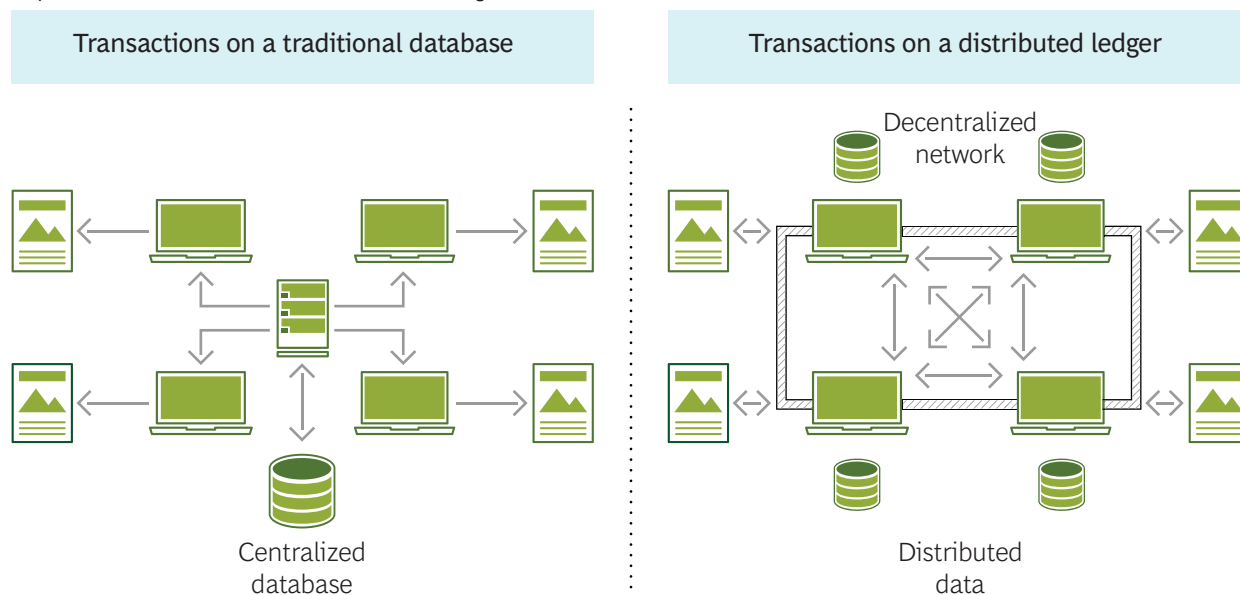 Transactions on a traditional database
Transactions on a distributed ledger
Decentralized
network
Centralized
database
Distributed
data